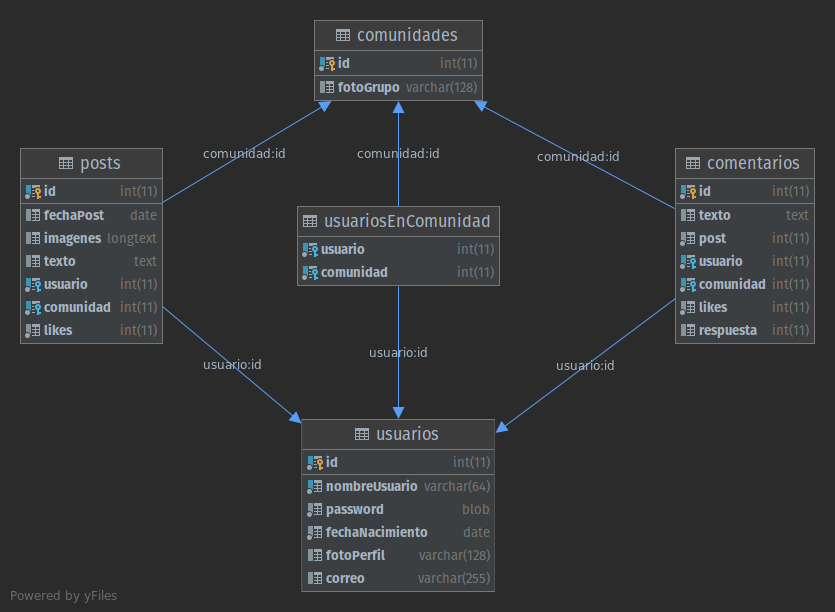 comunidades
id int(11)
fotoGrupo varchar(128)
comunidad:id
comunidad:id
comunidad:id
posts
id int(11)
fechaPost date
imagenes longtext
texto text
usuario int(11)
comunidad int(11)
likes int(11)
usuariosEnComunidad
usuario int(11)
comunidad int(11)
comentarios
id int(11)
texto text
post int(11)
usuario int(11)
comunidad int(11)
likes int(11)
respuesta int(11)
usuario:id
usuario:id
usuario:id
usuarios
id int(11)
nombreUsuario varchar(64)
password blob
fechaNacimiento date
fotoPerfil varchar(128)
correo varchar(255)
Powered by yFiles